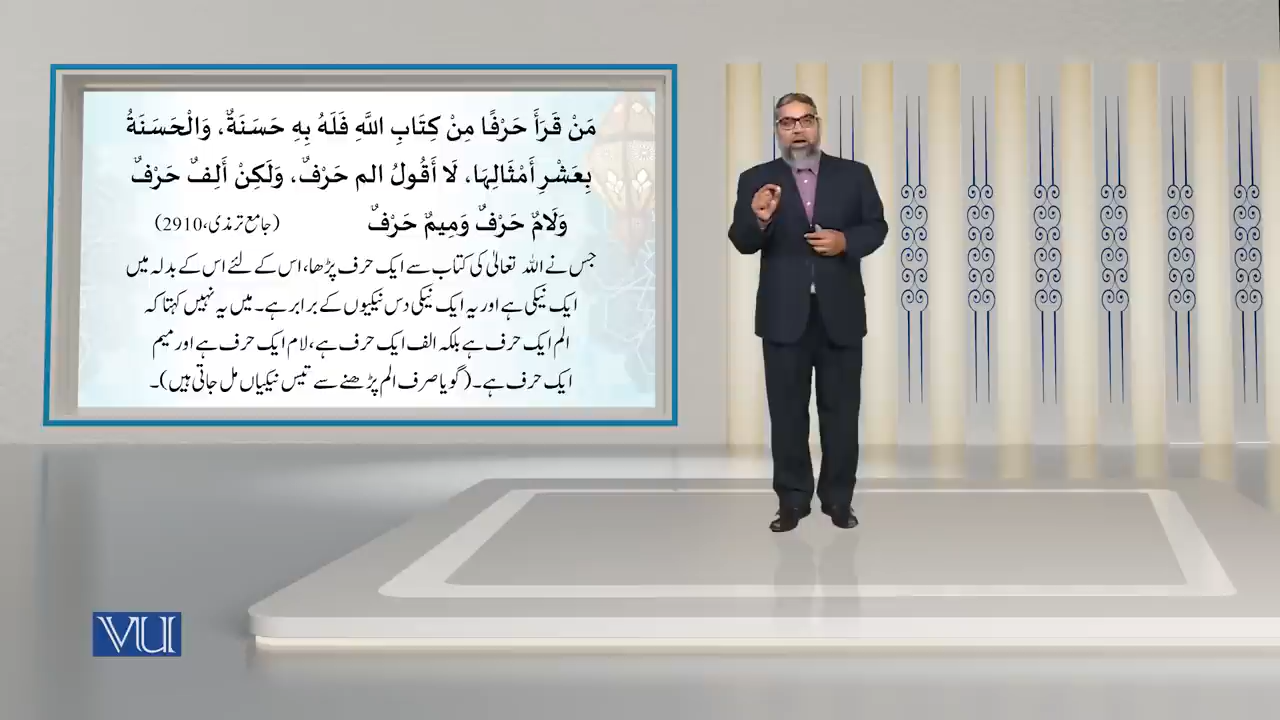 مَنْ قَرَأَ حَرْفًا مِنْ كِتَابِ اللَّهِ فَلَهُ بِهِ حَسَنَةٌ، وَالْحَسَنَةُ
بِعَشْرِ أَمْثَالِهَا، لَا أَقُولُ الم حَرْفٌ، وَلَكِنْ أَلِفٌ حَرْفٌ
وَلَامٌ حَرْفٌ وَمِيمٌ حَرْفٌ (جامع ترمذی،2910)
جس نے اللہ تعالیٰ کی کتاب سے ایک حرف پڑھا، اس کے لئے اس کے بدلہ میں
ایک نیکی ہے اور یہ ایک نیکی دس نیکیوں کے برابر ہے۔ میں یہ نہیں کہتا کہ
الم ایک حرف ہے بلکہ الف ایک حرف ہے، لام ایک حرف ہے اور میم
ایک حرف ہے۔ (گویا صرف الم پڑھنے سے تیس نیکیاں مل جاتی ہیں)۔
VU